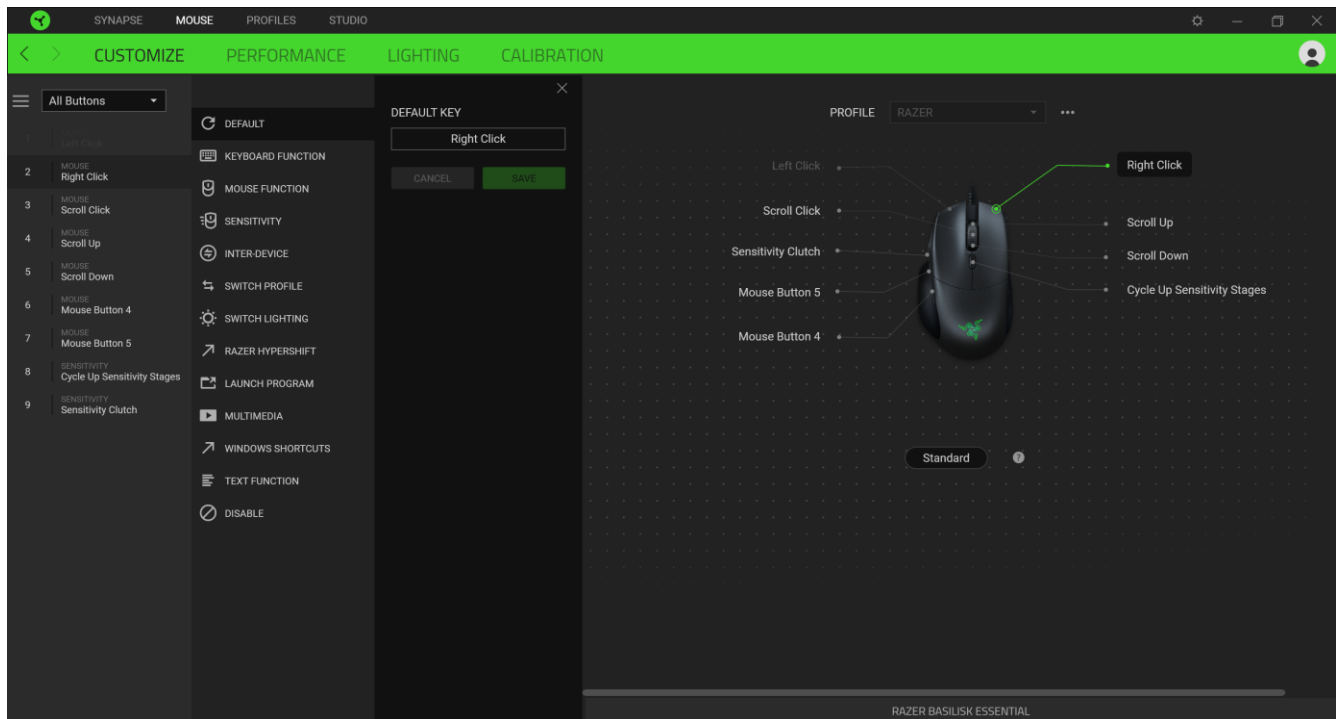 SYNAPSE MOUSE PROFILES STUDIO
CUSTOMIZE PERFORMANCE LIGHTING CALIBRATION
All Buttons
1 Left Click
2 MOUSE
Right Click
3 MOUSE
Scroll Click
4 MOUSE
Scroll Up
5 MOUSE
Scroll Down
6 MOUSE
Mouse Button 4
7 MOUSE
Mouse Button 5
8 SENSITIVITY
Cycle Up Sensitivity Stages
9 SENSITIVITY
Sensitivity Clutch
DEFAULT
KEYBOARD FUNCTION
MOUSE FUNCTION
SENSITIVITY
INTER-DEVICE
SWITCH PROFILE
SWITCH LIGHTING
RAZER HYPERSHIFT
LAUNCH PROGRAM
MULTIMEDIA
WINDOWS SHORTCUTS
TEXT FUNCTION
DISABLE
DEFAULT KEY
Right Click
CANCEL SAVE
PROFILE RAZER
Left Click
Scroll Click
Sensitivity Clutch
Mouse Button 5
Mouse Button 4
Right Click
Scroll Up
Scroll Down
Cycle Up Sensitivity Stages
Standard ?
RAZER BASILISK ESSENTIAL